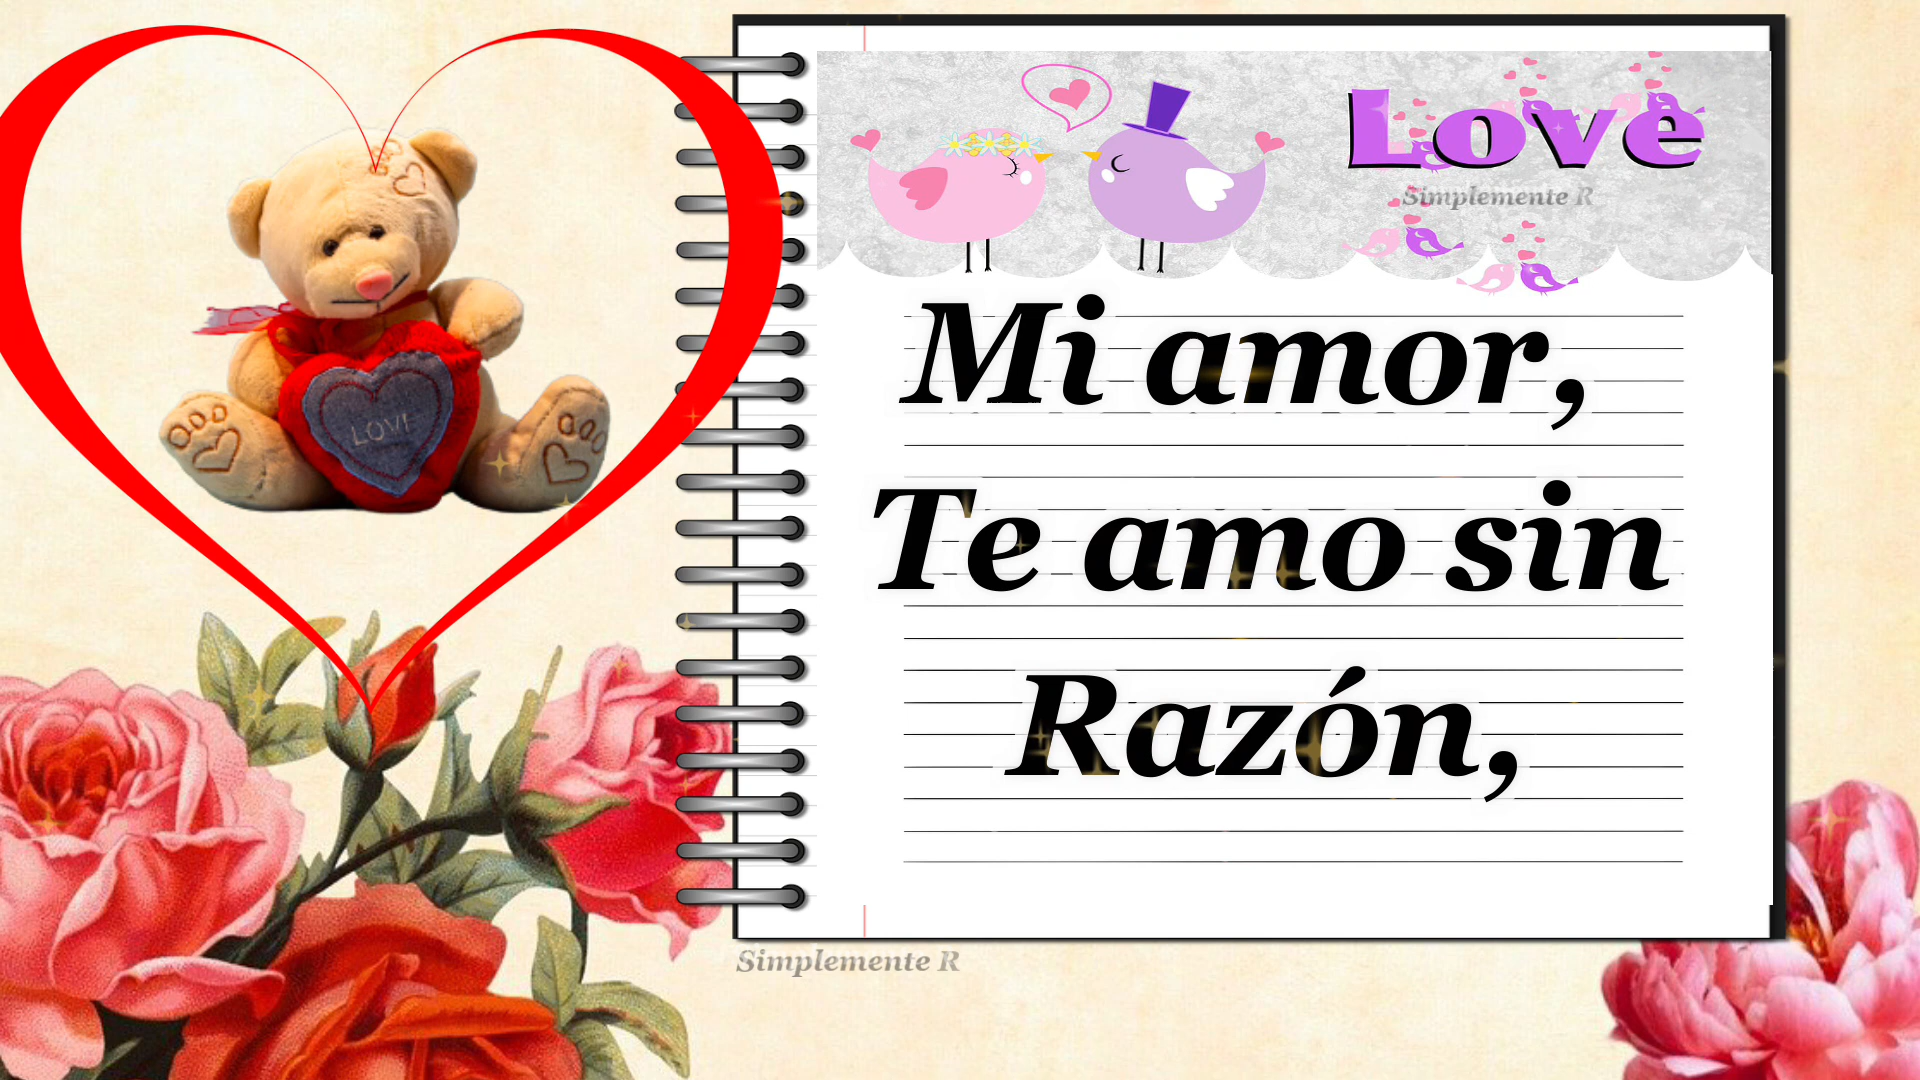 Love
Simplemente R
LOVE
Mi amor,
Te amo sin
Razón,
Simplemente R